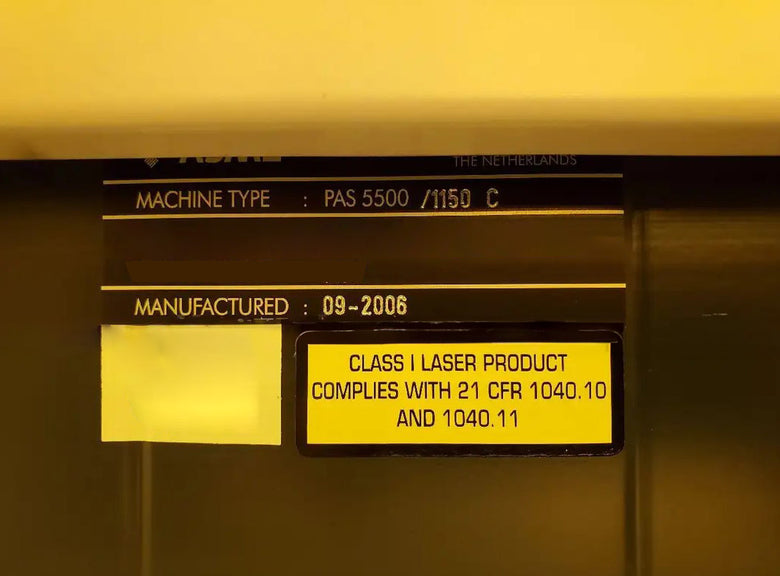 THE NETHERLANDS
MACHINE TYPE : PAS 5500 /1150 C
MANUFACTURED : 09-2006
CLASS I LASER PRODUCT
COMPLIES WITH 21 CFR 1040.10
AND 1040.11